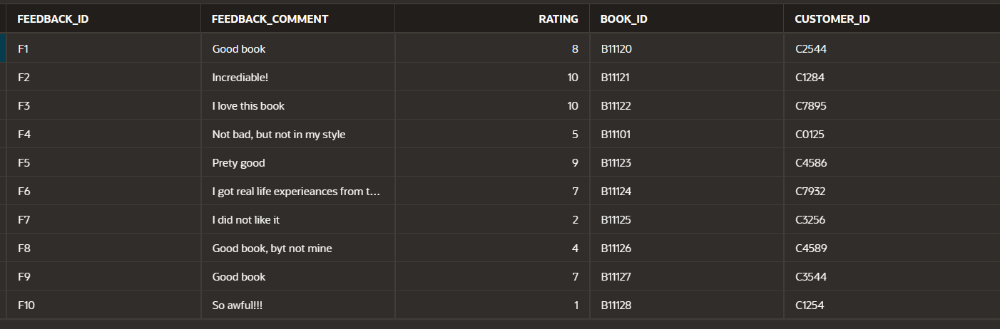 FEEDBACK_ID FEEDBACK_COMMENT RATING BOOK_ID CUSTOMER_ID
F1 Good book 8 B11120 C2544
F2 Incrediable! 10 B11121 C1284
F3 I love this book 10 B11122 C7895
F4 Not bad, but not in my style 5 B11101 C0125
F5 Prety good 9 B11123 C4586
F6 I got real life experieances from t... 7 B11124 C7932
F7 I did not like it 2 B11125 C3256
F8 Good book, byt not mine 4 B11126 C4589
F9 Good book 7 B11127 C3544
F10 So awful!!! 1 B11128 C1254